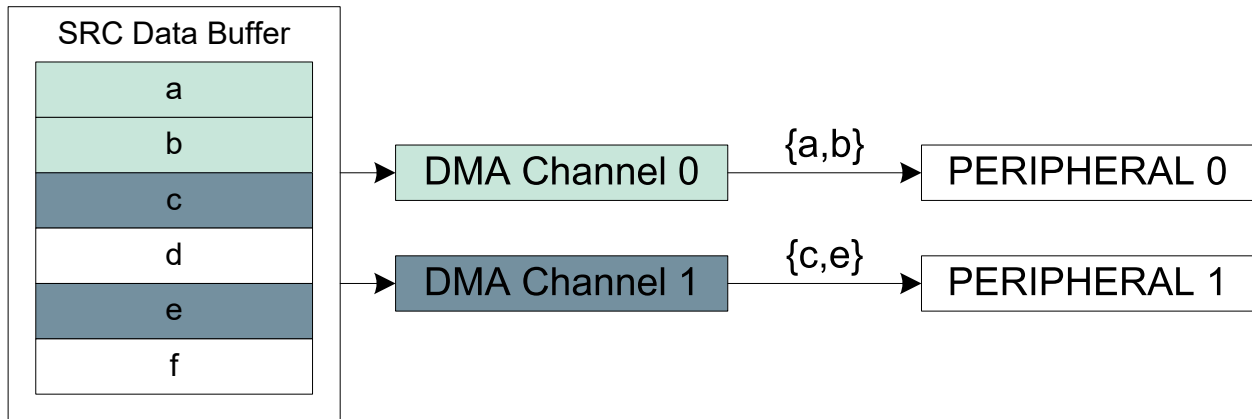 SRC Data Buffer
a
b
c
d
e
f
DMA Channel 0
{a,b}
PERIPHERAL 0
DMA Channel 1
{c,e}
PERIPHERAL 1